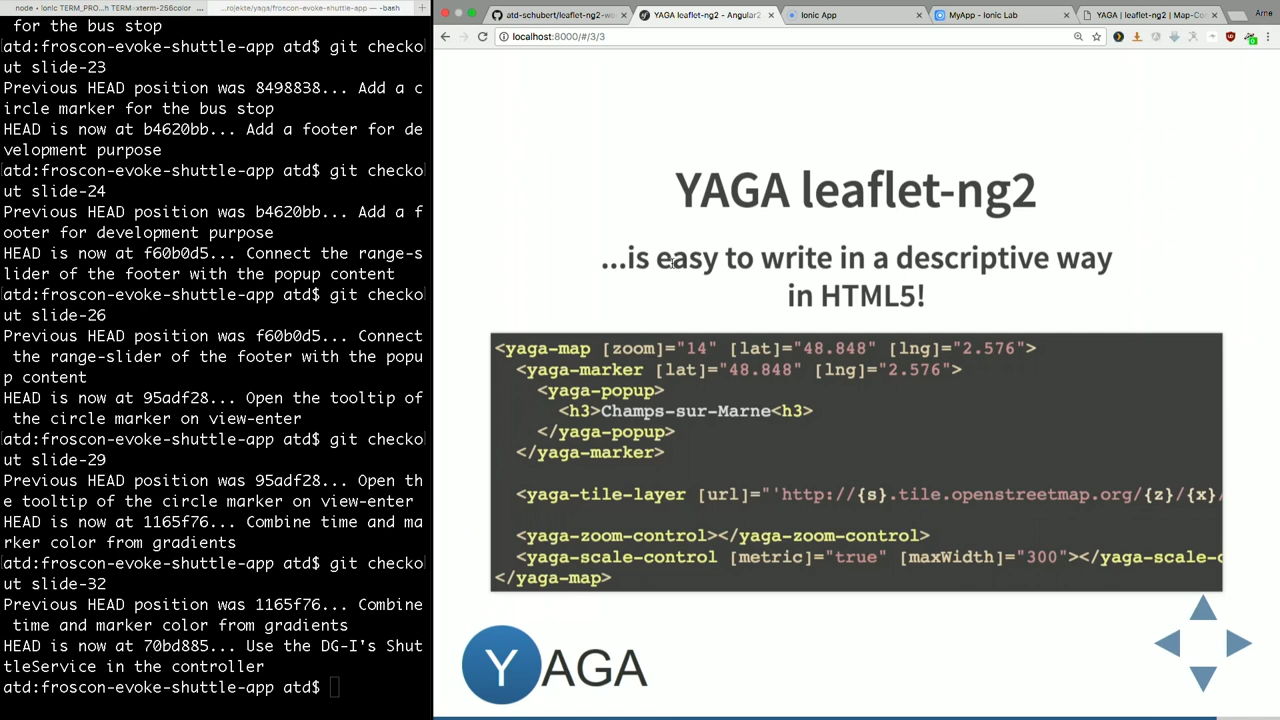 node • Ionic TERM_PRO...h TERM=xterm-256color ...
...rojekte/yaga/froscon-evoke-shuttle-app — -bash
+
for the bus stop
atd:froscon-evoke-shuttle-app atd$ git checko
ut slide-23
Previous HEAD position was 8498838... Add a c
ircle marker for the bus stop
HEAD is now at b4620bb... Add a footer for de
velopment purpose
atd:froscon-evoke-shuttle-app atd$ git checko
ut slide-24
Previous HEAD position was b4620bb... Add a f
ooter for development purpose
HEAD is now at f60b0d5... Connect the range-s
lider of the footer with the popup content
atd:froscon-evoke-shuttle-app atd$ git checko
ut slide-26
Previous HEAD position was f60b0d5... Connect
the range-slider of the footer with the popu
p content
HEAD is now at 95adf28... Open the tooltip of
the circle marker on view-enter
atd:froscon-evoke-shuttle-app atd$ git checko
ut slide-29
Previous HEAD position was 95adf28... Open th
e tooltip of the circle marker on view-enter
HEAD is now at 1165f76... Combine time and ma
rker color from gradients
atd:froscon-evoke-shuttle-app atd$ git checko
ut slide-32
Previous HEAD position was 1165f76... Combine
time and marker color from gradients
HEAD is now at 70bd885... Use the DG-I's Shut
tleService in the controller
atd:froscon-evoke-shuttle-app atd$
atd-schubert/leaflet-ng2-wo
YAGA leaflet-ng2 - Angular2
Ionic App
MyApp - Ionic Lab
YAGA | leaflet-ng2 | Map-Co
Arne
localhost:8000/#/3/3
YAGA leaflet-ng2
...is easy to write in a descriptive way
in HTML5!
<yaga-map [zoom]="14" [lat]="48.848" [lng]="2.576">
<yaga-marker [lat]="48.848" [lng]="2.576">
<yaga-popup>
<h3>Champs-sur-Marne<h3>
</yaga-popup>
</yaga-marker>
<yaga-tile-layer [url]="'http://{s}.tile.openstreetmap.org/{z}/{x}/
<yaga-zoom-control></yaga-zoom-control>
<yaga-scale-control [metric]="true" [maxWidth]="300"></yaga-scale-c
</yaga-map>
YAGA